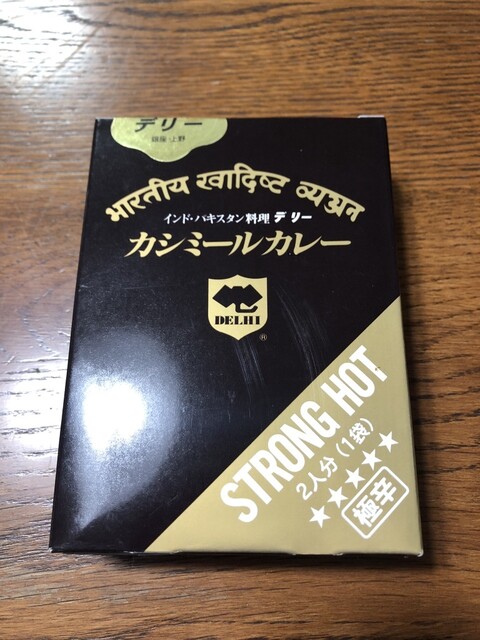 デリー
銀座・上野
भारतीय स्वादिष्ट व्यञ्जन
インド・パキスタン料理 デリー
カシミールカレー
DELHI
®
STRONG HOT
2人分(1袋)
★★★★★
極辛